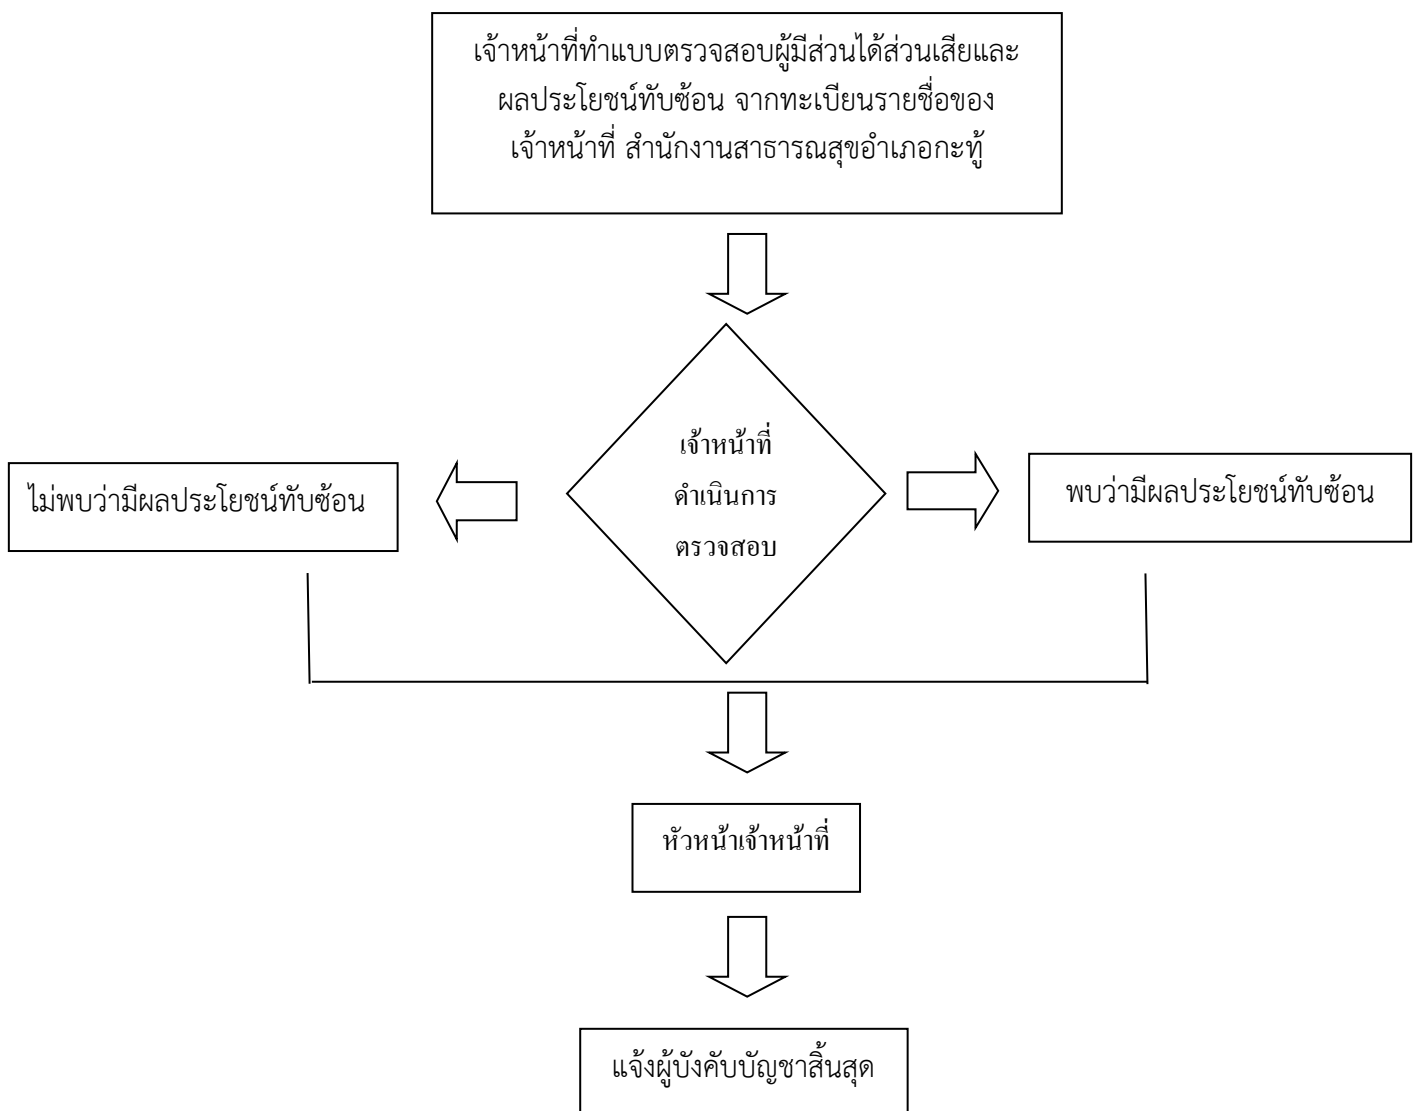 เจ้าหน้าที่ทำแบบตรวจสอบผู้มีส่วนได้ส่วนเสียและ
ผลประโยชน์ทับซ้อน จากทะเบียนรายชื่อของ
เจ้าหน้าที่ สำนักงานสาธารณสุขอำเภอกะทู้
เจ้าหน้าที่
ดำเนินการ
ตรวจสอบ
ไม่พบว่ามีผลประโยชน์ทับซ้อน
พบว่ามีผลประโยชน์ทับซ้อน
หัวหน้าเจ้าหน้าที่
แจ้งผู้บังคับบัญชาสิ้นสุด